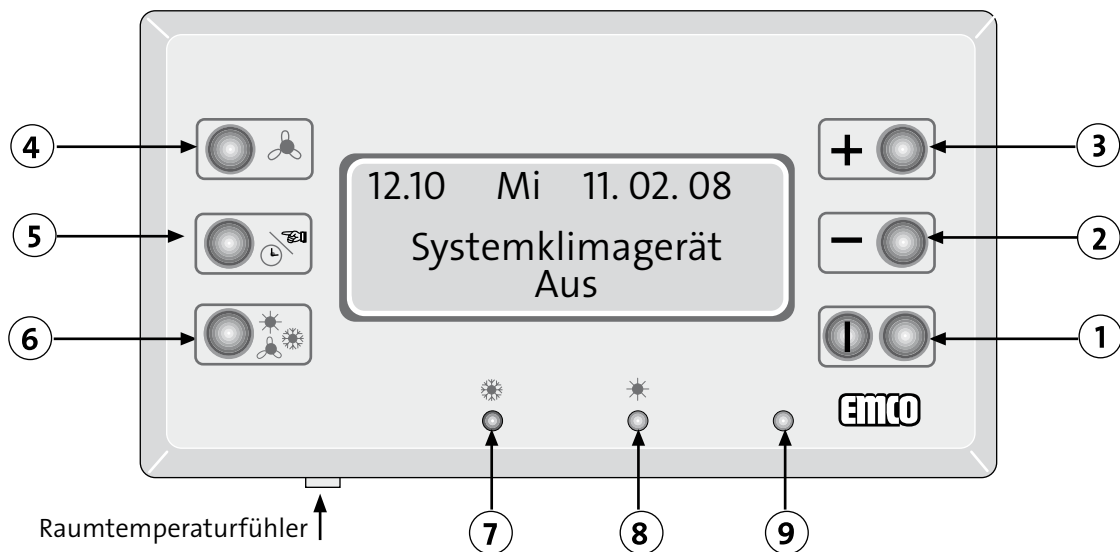 4
3
12.10 Mi 11. 02. 08
5
2
Systemklimagerät
Aus
6
1
EMCO
Raumtemperaturfühler
7
8
9